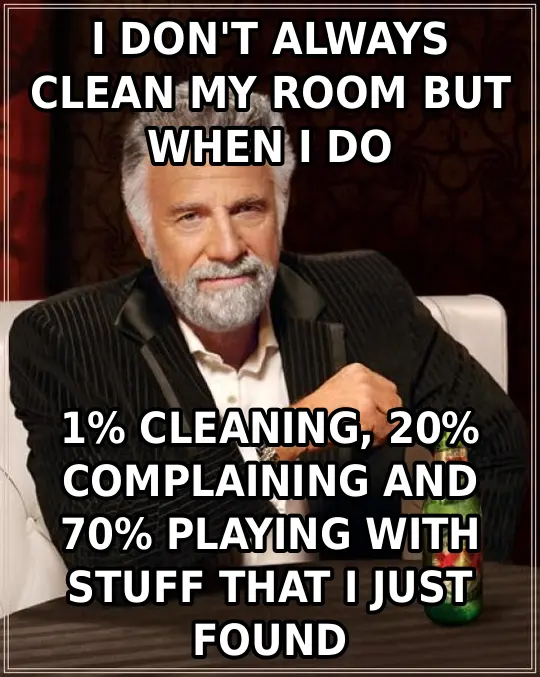 I DON'T ALWAYS
CLEAN MY ROOM BUT
WHEN I DO
1% CLEANING, 20%
COMPLAINING AND
70% PLAYING WITH
STUFF THAT I JUST
FOUND